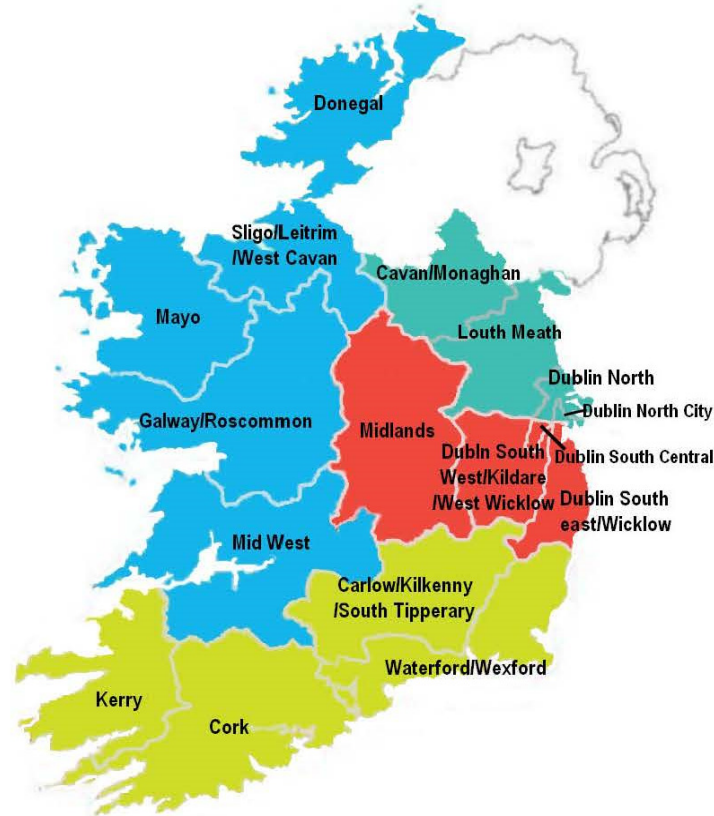 Donegal
Sligo/Leitrim
/West Cavan
Cavan/Monaghan
Mayo
Louth Meath
Dublin North
Dublin North City
Galway/Roscommon
Midlands
Dubln South
West/Kildare
/West Wicklow
Dublin South Central
Dublin South
east/Wicklow
Mid West
Carlow/Kilkenny
/South Tipperary
Waterford/Wexford
Kerry
Cork